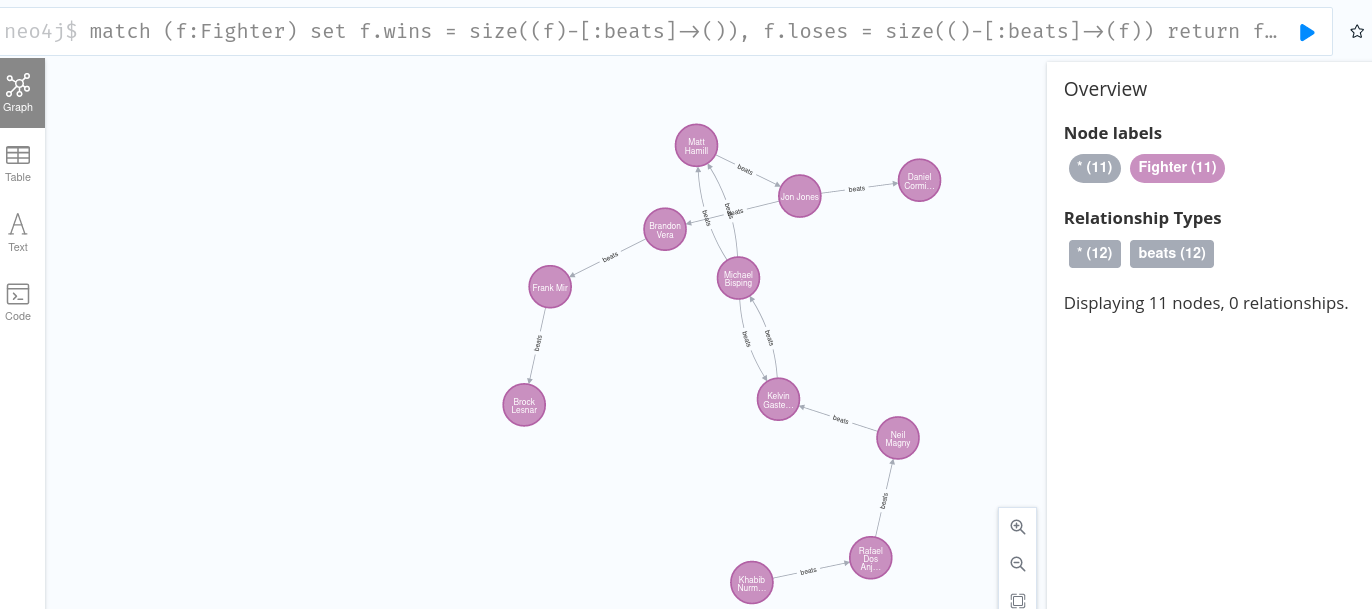 neo4j$ match (f:Fighter) set f.wins = size((f)-[:beats]->()), f.loses = size(()-[:beats]->(f)) return f…
Graph
Table
Text
Code
Matt
Hamill
beats
Jon Jones
beats
Daniel
Cormi…
beats
beats
beats
Brandon
Vera
beats
Frank Mir
Michael
Bisping
beats
beats
beats
Brock
Lesnar
Kelvin
Gaste…
beats
Neil
Magny
beats
Rafael
Dos
Anj…
beats
Khabib
Nurm…
Overview
Node labels
* (11) Fighter (11)
Relationship Types
* (12) beats (12)
Displaying 11 nodes, 0 relationships.